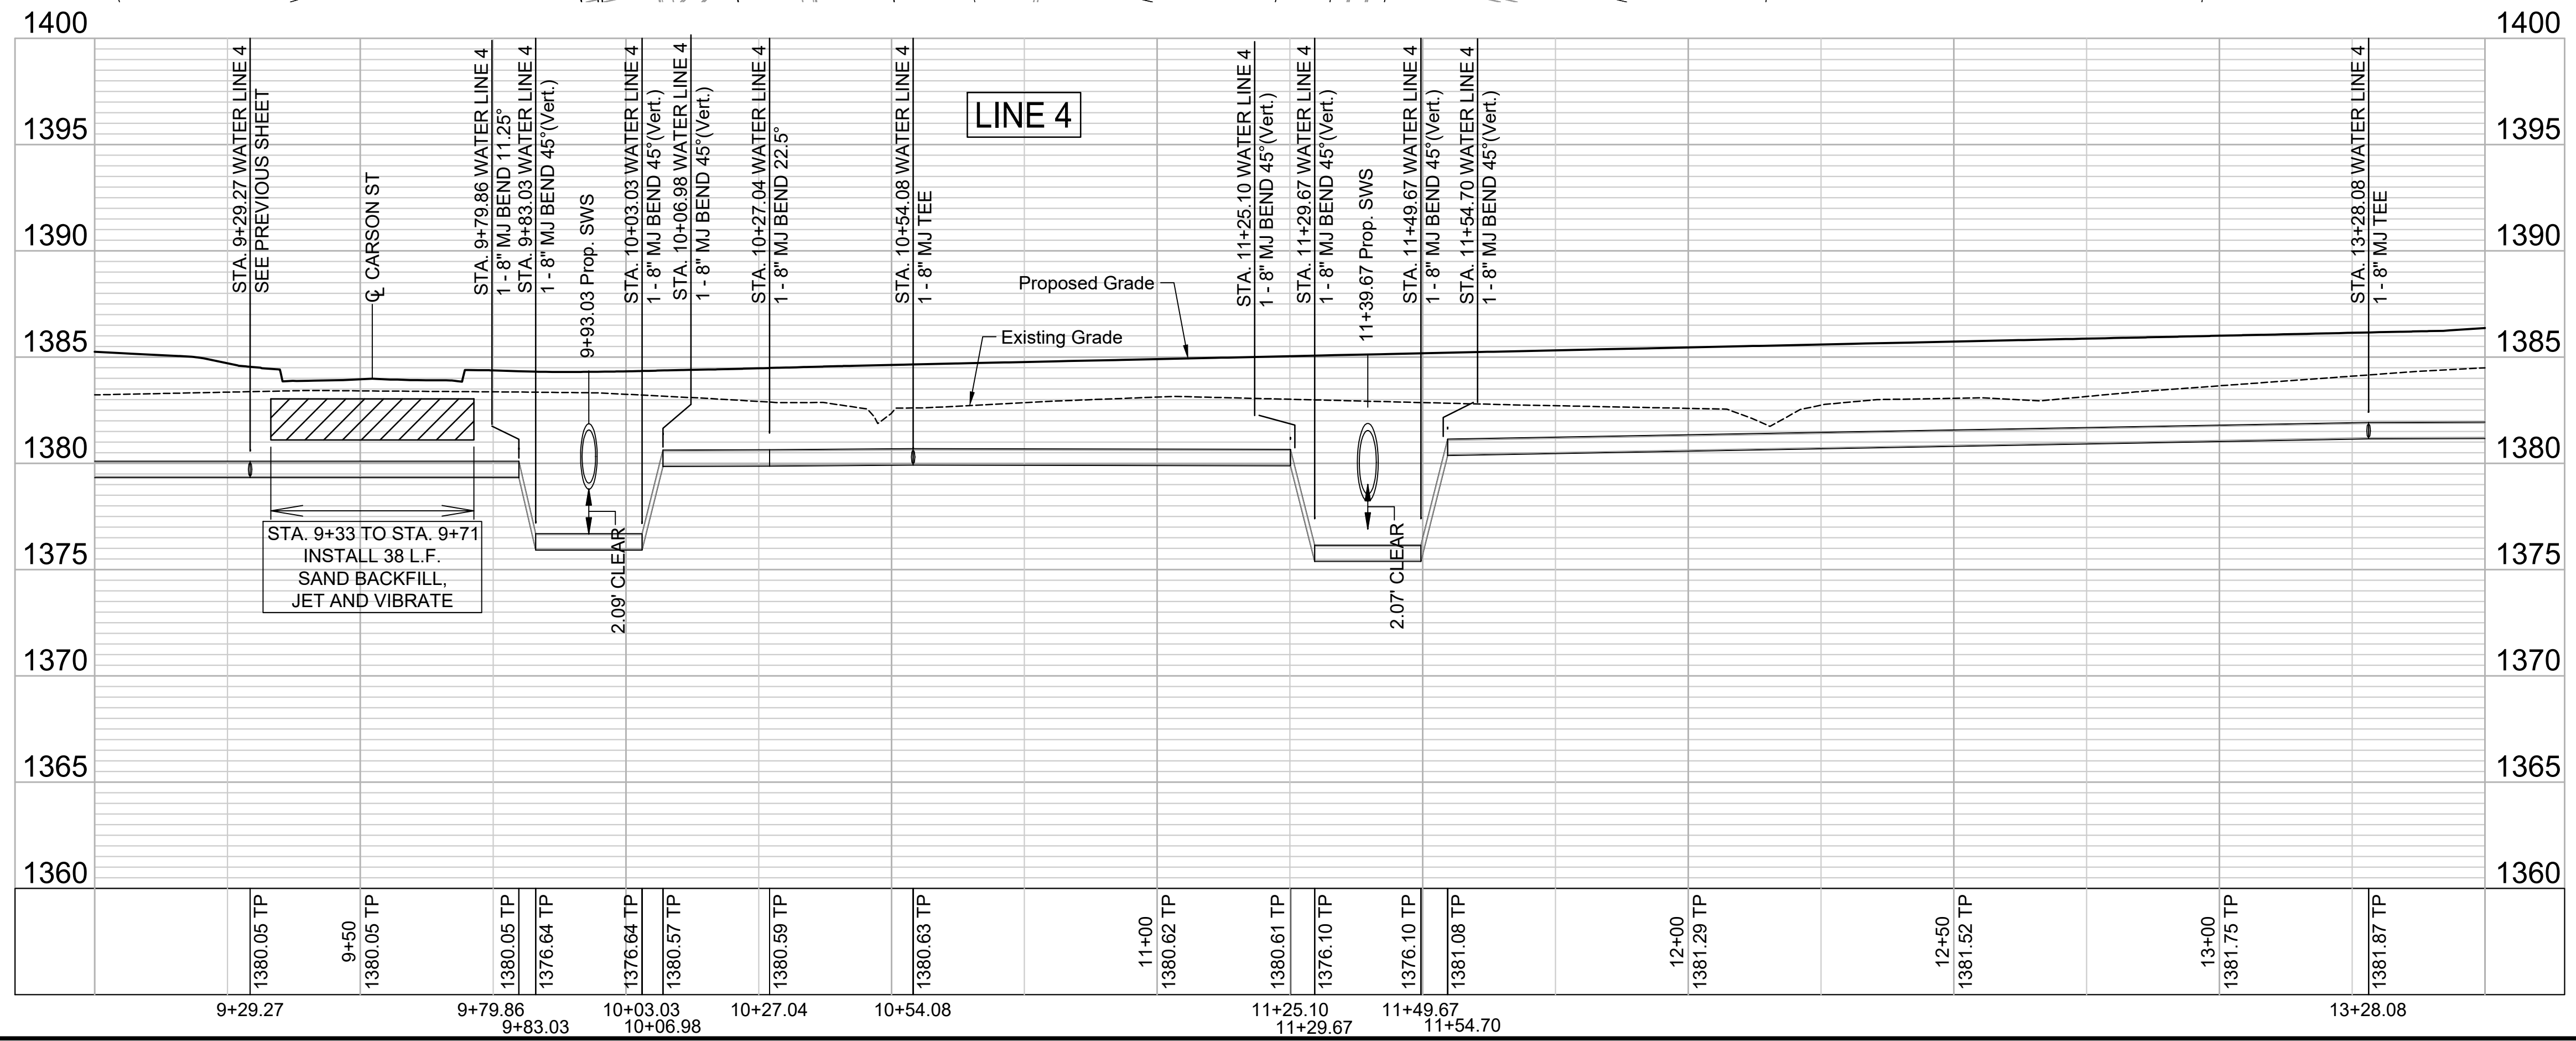 1400
1400
1395
1395
1390
1390
1385
1385
1380
1380
1375
1375
1370
1370
1365
1365
1360
1360
LINE 4
STA. 9+29.27 WATER LINE 4
SEE PREVIOUS SHEET
℄ CARSON ST
STA. 9+79.86 WATER LINE 4
1 - 8" MJ BEND 11.25°
STA. 9+83.03 WATER LINE 4
1 - 8" MJ BEND 45°(Vert.)
9+93.03 Prop. SWS
STA. 10+03.03 WATER LINE 4
1 - 8" MJ BEND 45°(Vert.)
STA. 10+06.98 WATER LINE 4
1 - 8" MJ BEND 45°(Vert.)
STA. 10+27.04 WATER LINE 4
1 - 8" MJ BEND 22.5°
STA. 10+54.08 WATER LINE 4
1 - 8" MJ TEE
Proposed Grade
Existing Grade
STA. 11+25.10 WATER LINE 4
1 - 8" MJ BEND 45°(Vert.)
STA. 11+29.67 WATER LINE 4
1 - 8" MJ BEND 45°(Vert.)
11+39.67 Prop. SWS
STA. 11+49.67 WATER LINE 4
1 - 8" MJ BEND 45°(Vert.)
STA. 11+54.70 WATER LINE 4
1 - 8" MJ BEND 45°(Vert.)
STA. 13+28.08 WATER LINE 4
1 - 8" MJ TEE
STA. 9+33 TO STA. 9+71
INSTALL 38 L.F.
SAND BACKFILL,
JET AND VIBRATE
2.09' CLEAR
2.07' CLEAR
1380.05 TP
9+50
1380.05 TP
1380.05 TP
1376.64 TP
1376.64 TP
1380.57 TP
1380.59 TP
1380.63 TP
11+00
1380.62 TP
1380.61 TP
1376.10 TP
1376.10 TP
1381.08 TP
12+00
1381.29 TP
12+50
1381.52 TP
13+00
1381.75 TP
1381.87 TP
9+29.27
9+79.86
9+83.03
10+03.03
10+06.98
10+27.04
10+54.08
11+25.10
11+29.67
11+49.67
11+54.70
13+28.08